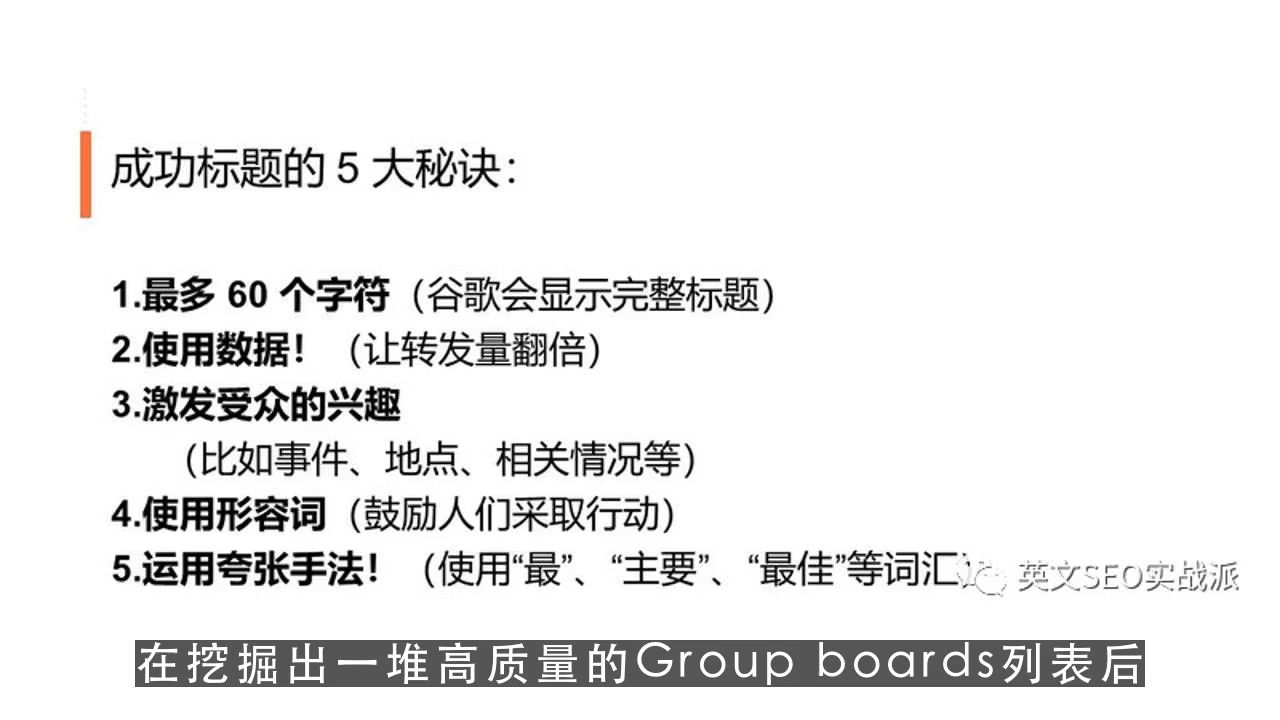 成功标题的 5 大秘诀：
1.最多 60 个字符（谷歌会显示完整标题）
2.使用数据！（让转发量翻倍）
3.激发受众的兴趣
（比如事件、地点、相关情况等）
4.使用形容词（鼓励人们采取行动）
5.运用夸张手法！（使用“最”、“主要”、“最佳”等词汇）
英文SEO实战派
在挖掘出一堆高质量的Group boards列表后